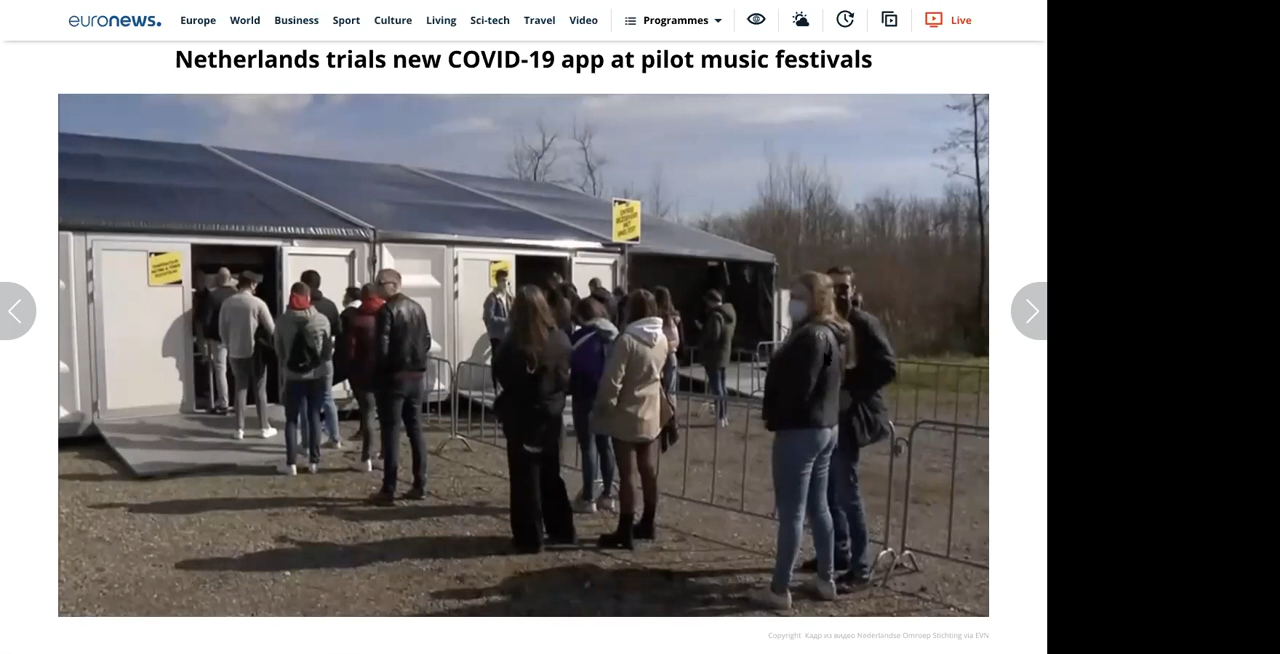 euronews.
Europe World Business Sport Culture Living Sci-tech Travel Video Programmes Live
Netherlands trials new COVID-19 app at pilot music festivals
Copyright Кадр из видео Nederlandse Omroep Stichting via EVN